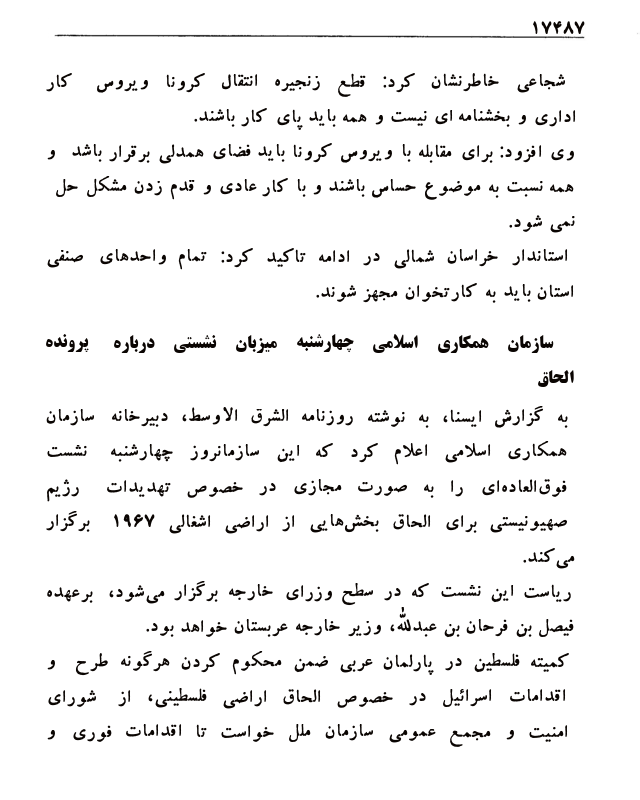 ۱۷۴۸۷
شجاعی خاطرنشان کرد: قطع زنجیره انتقال کرونا ویروس کار
اداری و بخشنامه ای نیست و همه باید پای کار باشند.
وی افزود: برای مقابله با ویروس کرونا باید فضای همدلی برقرار باشد و
همه نسبت به موضوع حساس باشند و با کار عادی و قدم زدن مشکل حل
نمی شود.
استاندار خراسان شمالی در ادامه تاکید کرد: تمام واحدهای صنفی
استان باید به کارتخوان مجهز شوند.
سازمان همکاری اسلامی چهارشنبه میزبان نشستی درباره پرونده
الحاق
به گزارش ایسنا، به نوشته روزنامه الشرق الاوسط، دبیرخانه سازمان
همکاری اسلامی اعلام کرد که این سازمانروز چهارشنبه نشست
فوق‌العاده‌ای را به صورت مجازی در خصوص تهدیدات رژیم
صهیونیستی برای الحاق بخش‌هایی از اراضی اشغالی ۱۹۶۷ برگزار
می‌کند.
ریاست این نشست که در سطح وزرای خارجه برگزار می‌شود، برعهده
فیصل بن فرحان بن عبدالله، وزیر خارجه عربستان خواهد بود.
کمیته فلسطین در پارلمان عربی ضمن محکوم کردن هرگونه طرح و
اقدامات اسرائیل در خصوص الحاق اراضی فلسطینی، از شورای
امنیت و مجمع عمومی سازمان ملل خواست تا اقدامات فوری و